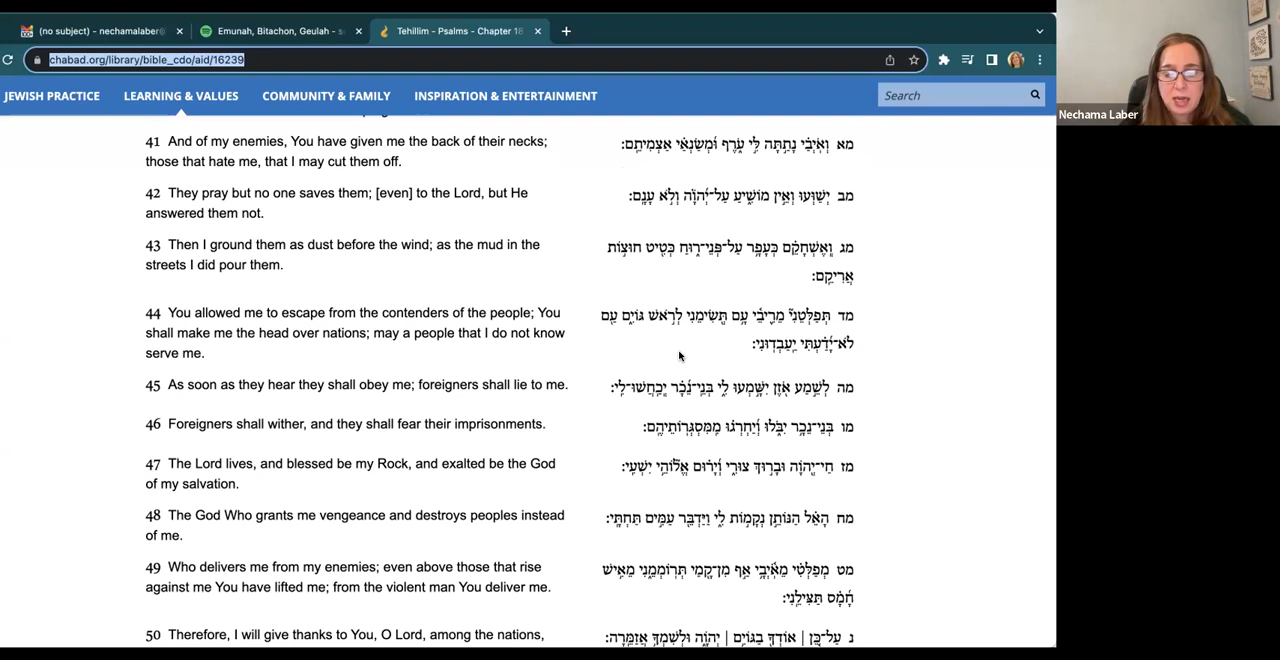 (no subject) - nechamalaber@
Emunah, Bitachon, Geulah - s
Tehillim - Psalms - Chapter 18
chabad.org/library/bible_cdo/aid/16239
JEWISH PRACTICE LEARNING & VALUES COMMUNITY & FAMILY INSPIRATION & ENTERTAINMENT Search
Nechama Laber
41 And of my enemies, You have given me the back of their necks;
those that hate me, that I may cut them off.
מא וְאֹֽיְבַ֗י נָתַ֣תָּה לִּ֣י עֹ֑רֶף וּ֜מְשַׂנְאַ֗י אַצְמִיתֵֽם:
42 They pray but no one saves them; [even] to the Lord, but He
answered them not.
מב יְשַׁוְּע֥וּ וְאֵֽין מוֹשִׁ֑יעַ עַל־יְ֜הֹוָ֗ה וְלֹ֣א עָנָֽם:
43 Then I ground them as dust before the wind; as the mud in the
streets I did pour them.
מג וְֽאֶשְׁחָקֵ֗ם כְּעָפָ֥ר עַל־פְּנֵי־ר֑וּחַ כְּטִ֖יט חוּצ֣וֹת
אֲרִיקֵֽם:
44 You allowed me to escape from the contenders of the people; You
shall make me the head over nations; may a people that I do not know
serve me.
מד תְּפַלְּטֵנִי֘ מֵרִ֪יבֵ֫י עָ֥ם תְּ֖שִׂימֵנִי לְרֹ֣אשׁ גּוֹיִ֑ם עַ֖ם
לֹא־יָדַ֣עְתִּי יַֽעַבְדֽוּנִי:
45 As soon as they hear they shall obey me; foreigners shall lie to me.
מה לְשֵׁ֣מַע אֹ֖זֶן יִשָּׁ֣מְעוּ לִ֑י בְּנֵ֥י־נֵ֜כָ֗ר יְכַֽחֲשׁוּ־לִֽי:
46 Foreigners shall wither, and they shall fear their imprisonments.
מו בְּנֵי־נֵכָ֥ר יִבֹּ֑לוּ וְ֜יַחְרְג֗וּ מִֽמִּסְגְּרֽוֹתֵיהֶֽם:
47 The Lord lives, and blessed be my Rock, and exalted be the God
of my salvation.
מז חַי־יְ֖הֹוָה וּבָר֣וּךְ צוּרִ֑י וְ֜יָר֗וּם אֱלוֹהֵ֥י יִשְׁעִֽי:
48 The God Who grants me vengeance and destroys peoples instead
of me.
מח הָאֵ֗ל הַנּוֹתֵ֣ן נְקָמ֣וֹת לִ֑י וַיַּדְבֵּ֖ר עַמִּ֣ים תַּחְתָּֽי:
49 Who delivers me from my enemies; even above those that rise
against me You have lifted me; from the violent man You deliver me.
מט מְפַלְּטִ֗י מֵאֹֽ֫יְבָ֥י אַ֣ף מִן־קָ֖מַי תְּרֽוֹמְמֵ֑נִי מֵאִ֥ישׁ
חָ֜מָ֗ס תַּצִּילֵֽנִי:
50 Therefore, I will give thanks to You, O Lord, among the nations,
נ עַל־כֵּ֚ן | אוֹדְךָ֖ בַגּוֹיִ֥ם | יְהֹוָ֑ה וּלְשִׁמְךָ֥ אֲזַמֵּֽרָה: